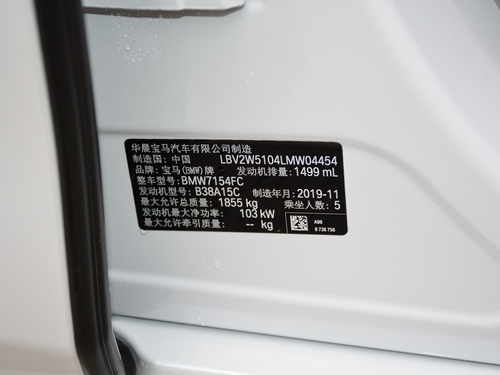 华晨宝马汽车有限公司制造
制造国: 中国 LBV2W5104LMW04454
品牌: 宝马(BMW)牌 发动机排量: 1499 mL
整车型号: BMW7154FC
发动机型号: B38A15C 制造年月: 2019-11
最大允许总质量: 1855 kg 乘坐人数: 5
发动机最大净功率: 103 kW
最大允许牵引质量: -- kg
A98
8 738 756